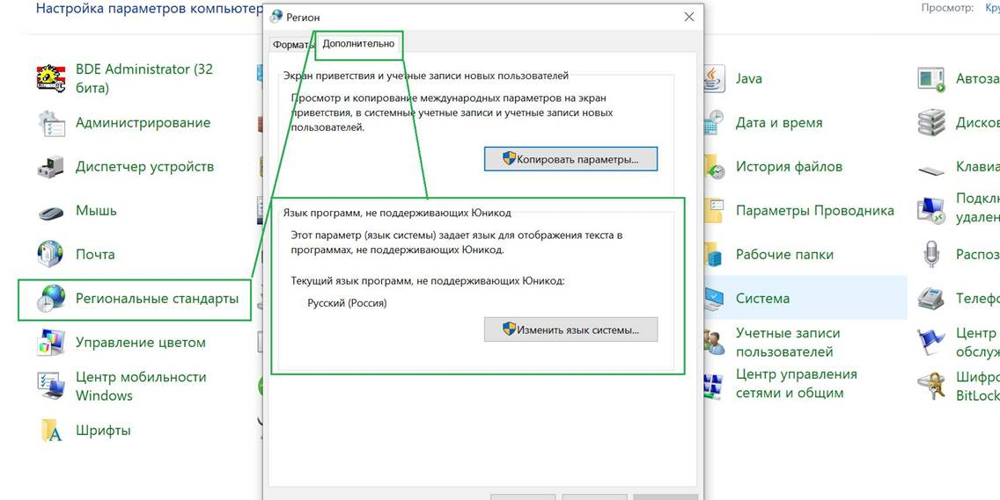 Настройка параметров компьютер
Просмотр:
Регион
Форматы
Дополнительно
BDE Administrator (32
бита)
Администрирование
Диспетчер устройств
Мышь
Почта
Региональные стандарты
Управление цветом
Центр мобильности
Windows
Шрифты
Экран приветствия и учетные записи новых пользователей
Просмотр и копирование международных параметров на экран
приветствия, в системные учетные записи и учетные записи новых
пользователей.
Копировать параметры...
Язык программ, не поддерживающих Юникод
Этот параметр (язык системы) задает язык для отображения текста в
программах, не поддерживающих Юникод.
Текущий язык программ, не поддерживающих Юникод:
Русский (Россия)
Изменить язык системы...
Java
Дата и время
История файлов
Параметры Проводника
Рабочие папки
Система
Учетные записи
пользователей
Центр управления
сетями и общим
Автоза
Дисков
Клавиа
Подклю
удален
Распоз
Телефо
Центр
обслуж
Шифро
BitLock